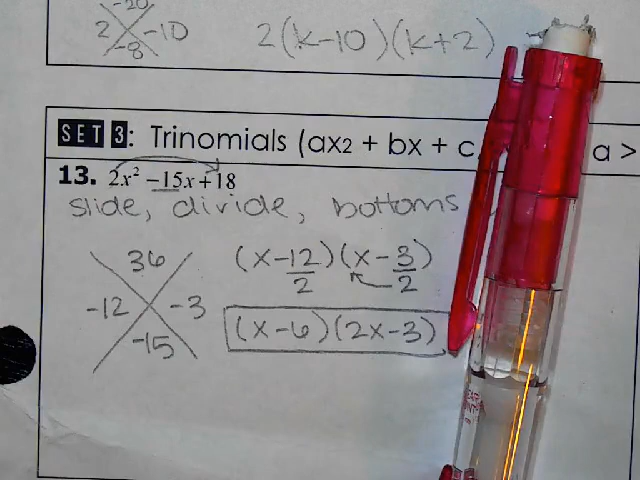 -20
2 -10
-8
2(k-10)(k+2)
SET 3: Trinomials (ax2 + bx + c, a >
13. 2x² -15x+18
slide, divide, bottoms
36
-12 -3
-15
(x-12/2)(x-3/2)
(x-6)(2x-3)